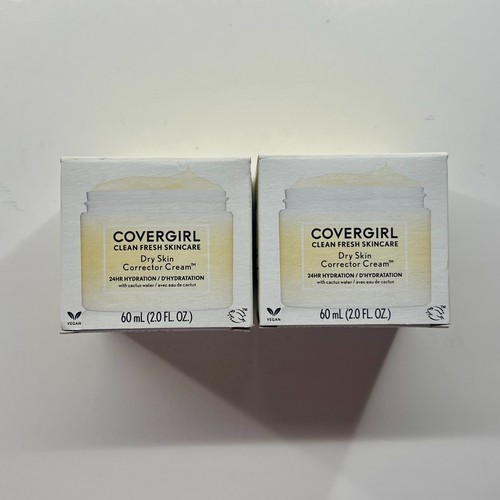 COVERGIRL
CLEAN FRESH SKINCARE
Dry Skin
Corrector Cream™
24HR HYDRATION / D'HYDRATATION
with cactus water / avec eau de cactus
VEGAN
60 mL (2.0 FL. OZ.)
COVERGIRL
CLEAN FRESH SKINCARE
Dry Skin
Corrector Cream™
24HR HYDRATION / D'HYDRATATION
with cactus water / avec eau de cactus
VEGAN
60 mL (2.0 FL. OZ.)